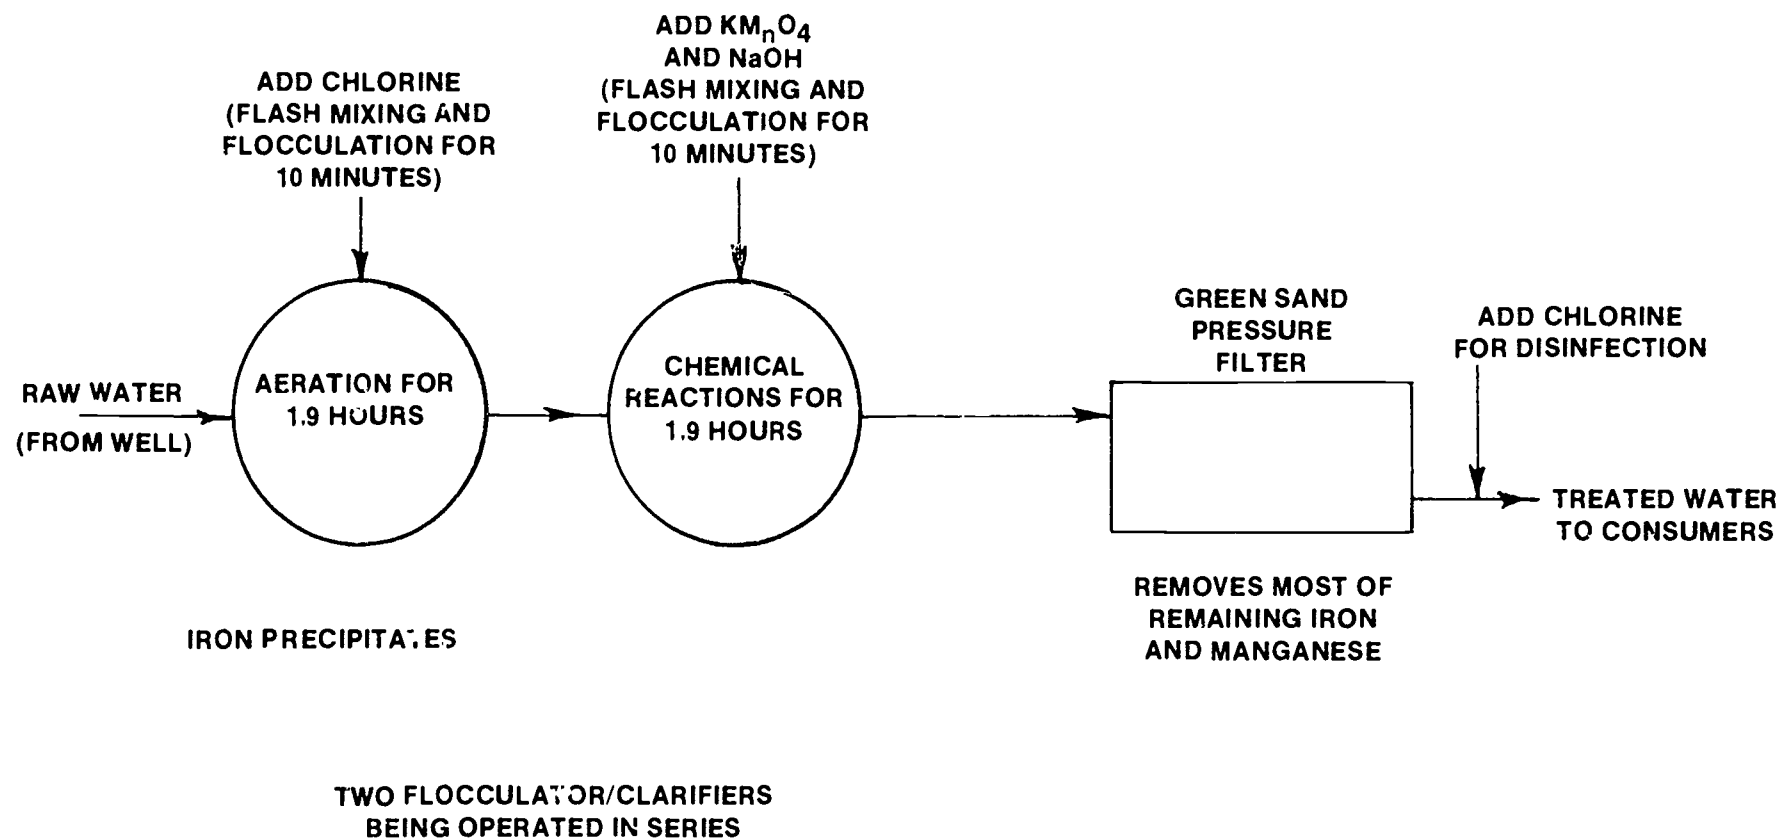 ADD CHLORINE
(FLASH MIXING AND
FLOCCULATION FOR
10 MINUTES)
ADD KMnO4
AND NaOH
(FLASH MIXING AND
FLOCCULATION FOR
10 MINUTES)
RAW WATER
(FROM WELL)
AERATION FOR
1.9 HOURS
CHEMICAL
REACTIONS FOR
1.9 HOURS
GREEN SAND
PRESSURE
FILTER
ADD CHLORINE
FOR DISINFECTION
TREATED WATER
TO CONSUMERS
IRON PRECIPITATES
REMOVES MOST OF
REMAINING IRON
AND MANGANESE
TWO FLOCCULATOR/CLARIFIERS
BEING OPERATED IN SERIES